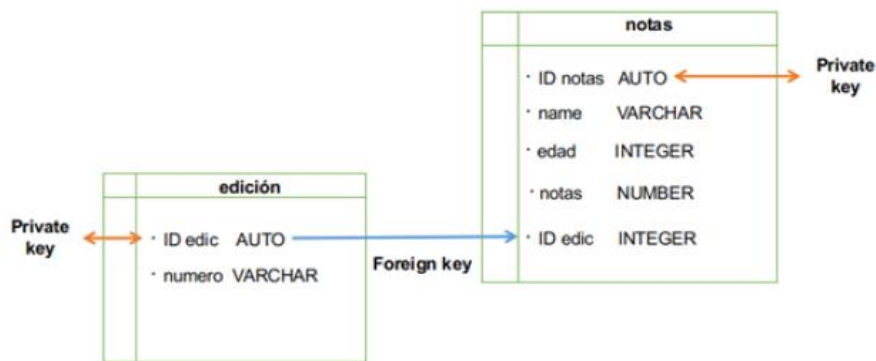 notas
· ID notas AUTO
· name VARCHAR
· edad INTEGER
· notas NUMBER
· ID edic INTEGER
Private
key
edición
· ID edic AUTO
· numero VARCHAR
Private
key
Foreign key